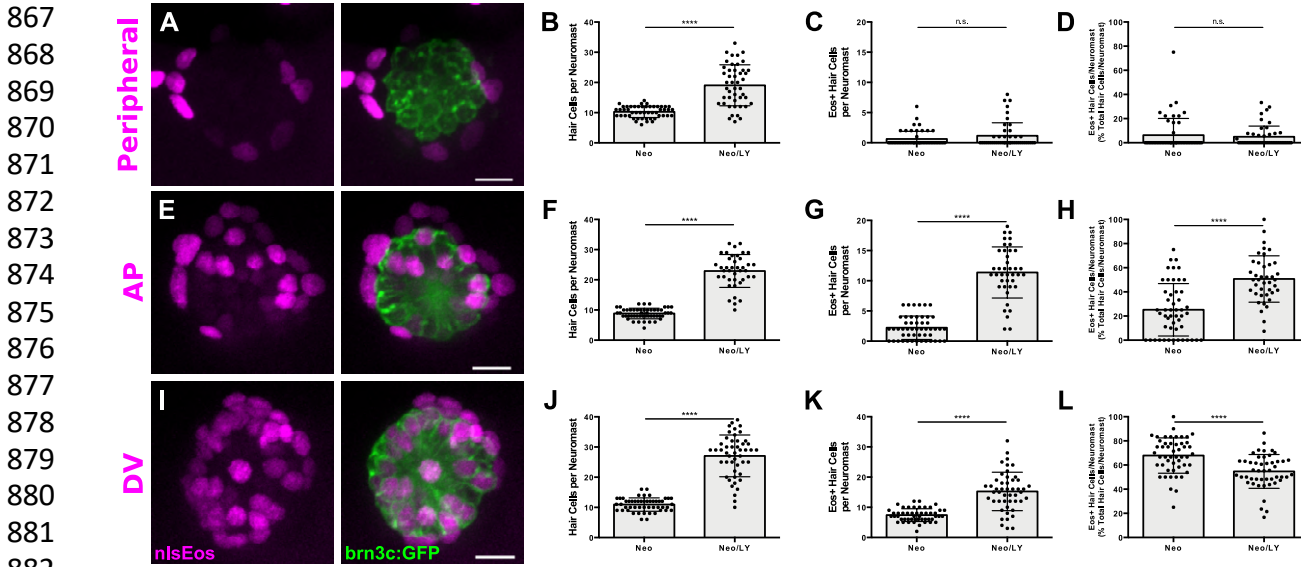 867
868
869
870
871
872
873
874
875
876
877
878
879
880
881
Peripheral
A
B
Hair Cells per Neuromast
40
30
20
10
0
****
Neo
Neo/LY
C
Eos+ Hair Cells
per Neuromast
20
15
10
5
0
n.s.
Neo
Neo/LY
D
Eos+ Hair Cells/Neuromast
(% Total Hair Cells/Neuromast)
100
80
60
40
20
0
n.s.
Neo
Neo/LY
AP
E
F
Hair Cells per Neuromast
40
30
20
10
0
****
Neo
Neo/LY
G
Eos+ Hair Cells
per Neuromast
20
15
10
5
0
****
Neo
Neo/LY
H
Eos+ Hair Cells/Neuromast
(% Total Hair Cells/Neuromast)
100
80
60
40
20
0
****
Neo
Neo/LY
DV
I
nlsEos
brn3c:GFP
J
Hair Cells per Neuromast
40
30
20
10
0
****
Neo
Neo/LY
K
Eos+ Hair Cells
per Neuromast
40
30
20
10
0
****
Neo
Neo/LY
L
Eos+ Hair Cells/Neuromast
(% Total Hair Cells/Neuromast)
100
80
60
40
20
0
****
Neo
Neo/LY